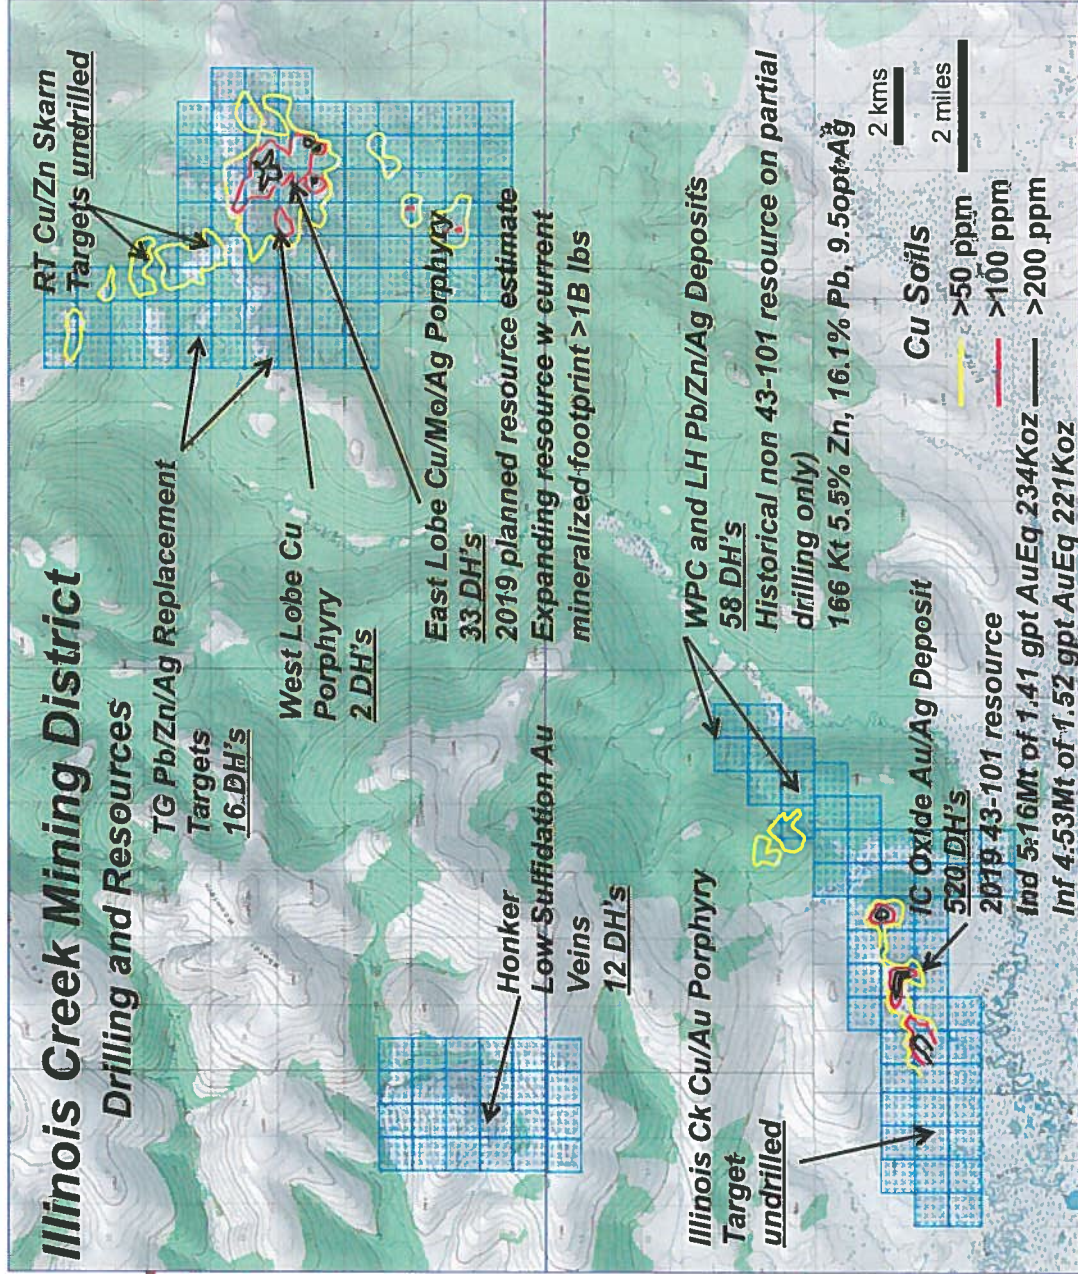 Illinois Creek Mining District
Drilling and Resources
RT Cu/Zn Skarn
Targets undrilled
TG Pb/Zn/Ag Replacement
Targets
16 DH's
West Lobe Cu
Porphyry
2 DH's
East Lobe Cu/Mo/Ag Porphyry
33 DH's
2019 planned resource estimate
Expanding resource w current
mineralized footprint >1B lbs
Honker
Low Sulfidation Au
Veins
12 DH's
WPC and LH Pb/Zn/Ag Deposits
58 DH's
Historical non 43-101 resource on partial
drilling only)
166 Kt 5.5% Zn, 16.1% Pb, 9.5opt Ag
Illinois Ck Cu/Au Porphyry
Target
undrilled
IC Oxide Au/Ag Deposit
520 DH's
2019 43-101 resource
Ind 5.16Mt of 1.41 gpt AuEq 234Koz
Inf 4.53Mt of 1.52 gpt AuEq 221Koz
Cu Soils
>50 ppm
>100 ppm
>200 ppm
2 kms
2 miles